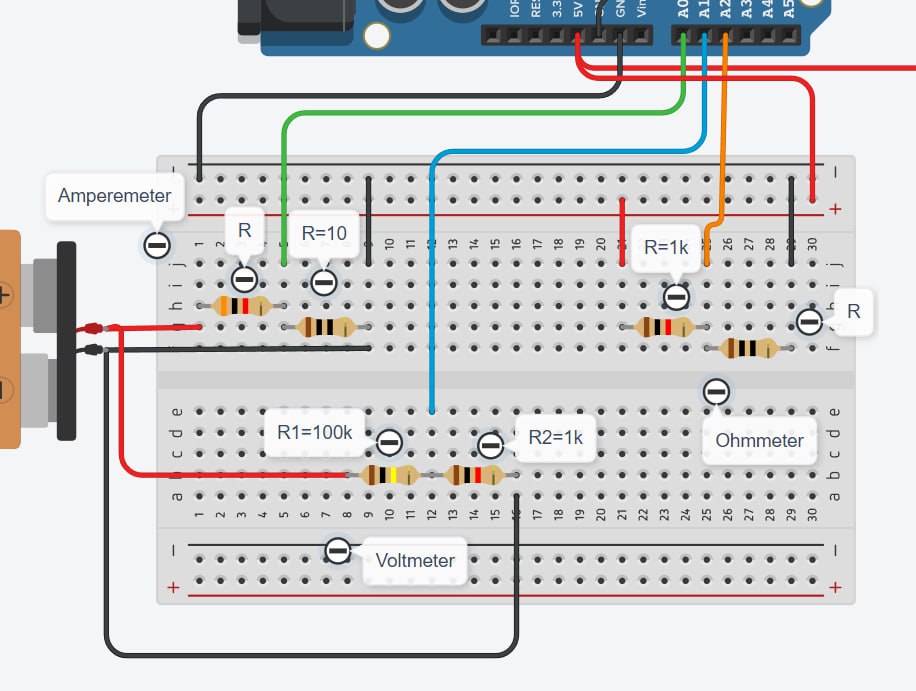 IOREF
RES
3.3
5V
GN
GN
Vin
A0
A1
A2
A3
A4
A5
Amperemeter
R
R=10
R=1k
R
1 2 3 4 5 6 7 8 9 10 11 12 13 14 15 16 17 18 19 20 21 22 23 24 25 26 27 28 29 30
j j
i i
h h
g g
f f
e e
d d
c c
b b
a a
R1=100k
R2=1k
Ohmmeter
1 2 3 4 5 6 7 8 9 10 11 12 13 14 15 16 17 18 19 20 21 22 23 24 25 26 27 28 29 30
Voltmeter